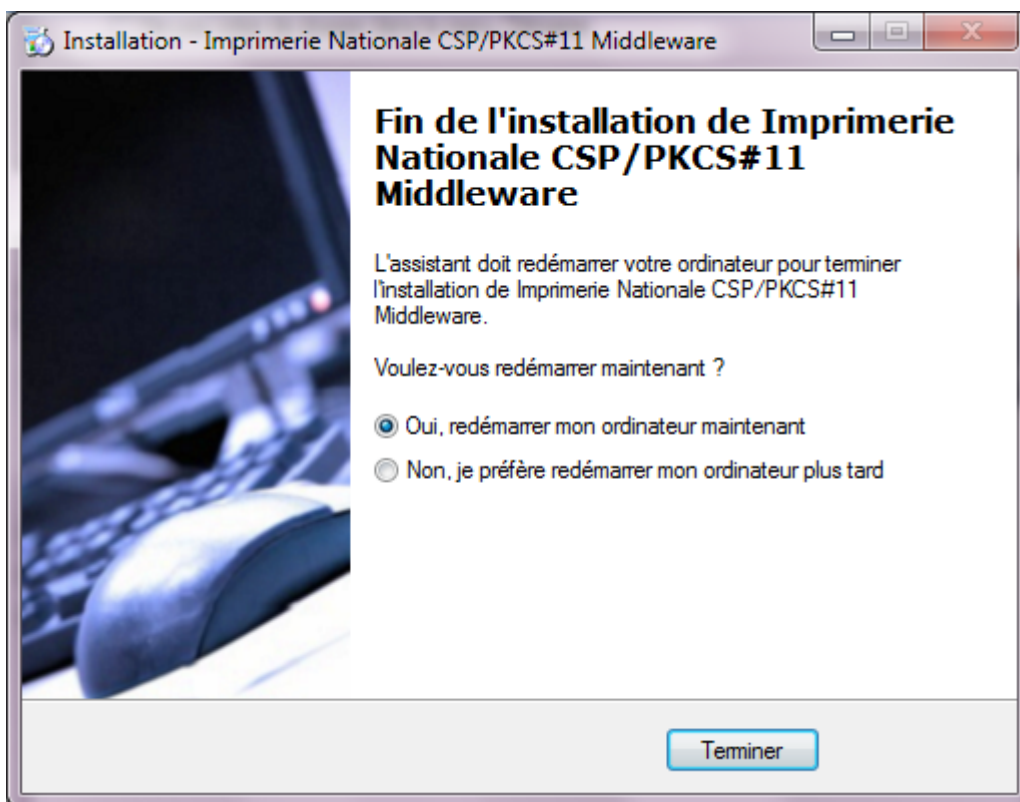 Installation - Imprimerie Nationale CSP/PKCS#11 Middleware
Fin de l'installation de Imprimerie
Nationale CSP/PKCS#11
Middleware
L'assistant doit redémarrer votre ordinateur pour terminer
l'installation de Imprimerie Nationale CSP/PKCS#11
Middleware.
Voulez-vous redémarrer maintenant ?
Oui, redémarrer mon ordinateur maintenant
Non, je préfère redémarrer mon ordinateur plus tard
Terminer